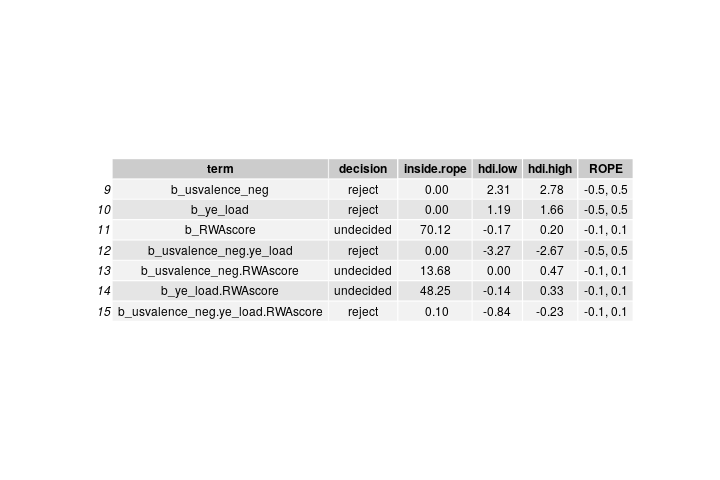 term decision inside.rope hdi.low hdi.high ROPE
9 b_usvalence_neg reject 0.00 2.31 2.78 -0.5, 0.5
10 b_ye_load reject 0.00 1.19 1.66 -0.5, 0.5
11 b_RWAscore undecided 70.12 -0.17 0.20 -0.1, 0.1
12 b_usvalence_neg.ye_load reject 0.00 -3.27 -2.67 -0.5, 0.5
13 b_usvalence_neg.RWAscore undecided 13.68 0.00 0.47 -0.1, 0.1
14 b_ye_load.RWAscore undecided 48.25 -0.14 0.33 -0.1, 0.1
15 b_usvalence_neg.ye_load.RWAscore reject 0.10 -0.84 -0.23 -0.1, 0.1